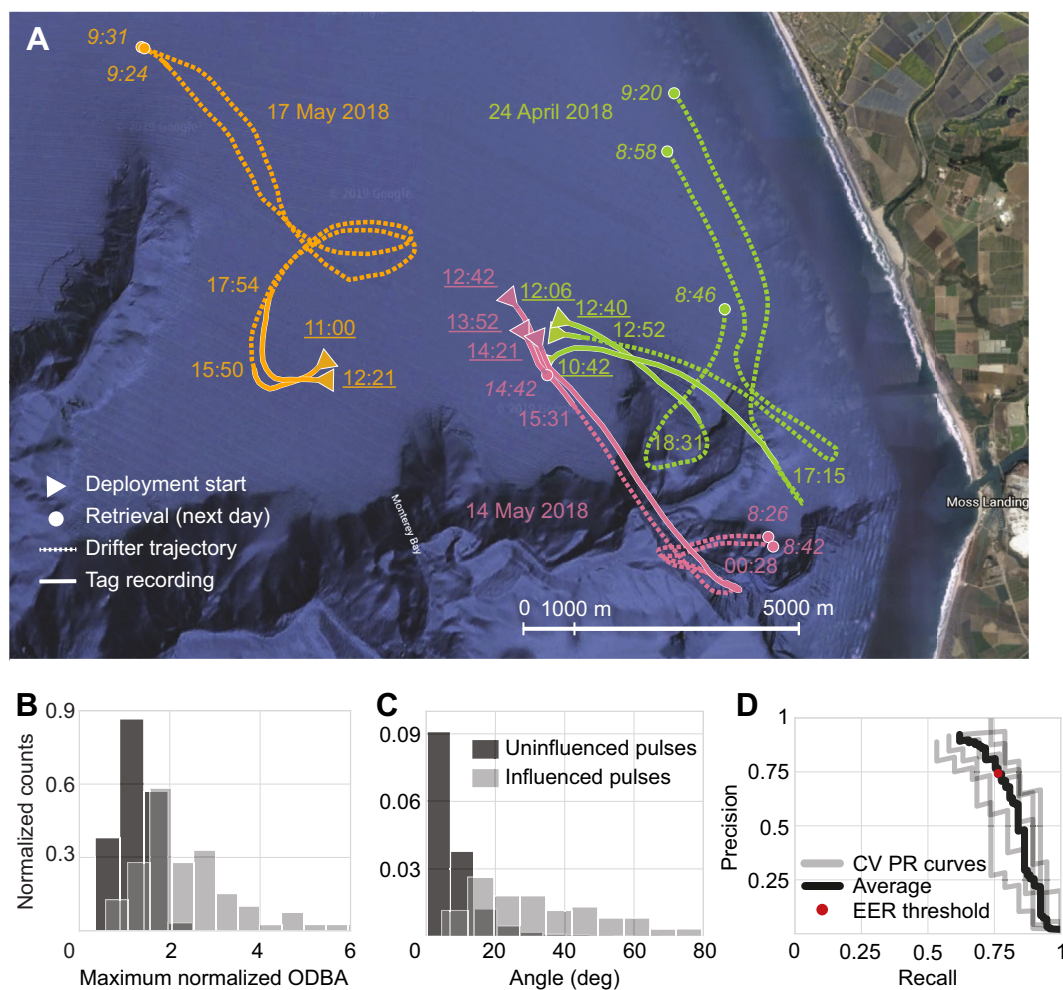 A
9:31
9:24
17 May 2018
24 April 2018
9:20
8:58
© 2019 Google
© 2019 Google
8:46
17:54
12:42
12:06
12:40
12:52
11:00
13:52
14:21
15:50
12:21
10:42
14:42
15:31
18:31
17:15
Deployment start
Retrieval (next day)
Drifter trajectory
Tag recording
Monterey Bay
14 May 2018
8:26
8:42
00:28
Moss Landing
0 1000 m 5000 m
B
0.9
0.6
0.3
0 2 4 6
Normalized counts
Maximum normalized ODBA
C
0.09
0.06
0.03
0 20 40 60 80
Uninfluenced pulses
Influenced pulses
Angle (deg)
D
1
0.75
0.5
0.25
0 0.25 0.5 0.75 1
Precision
CV PR curves
Average
EER threshold
Recall